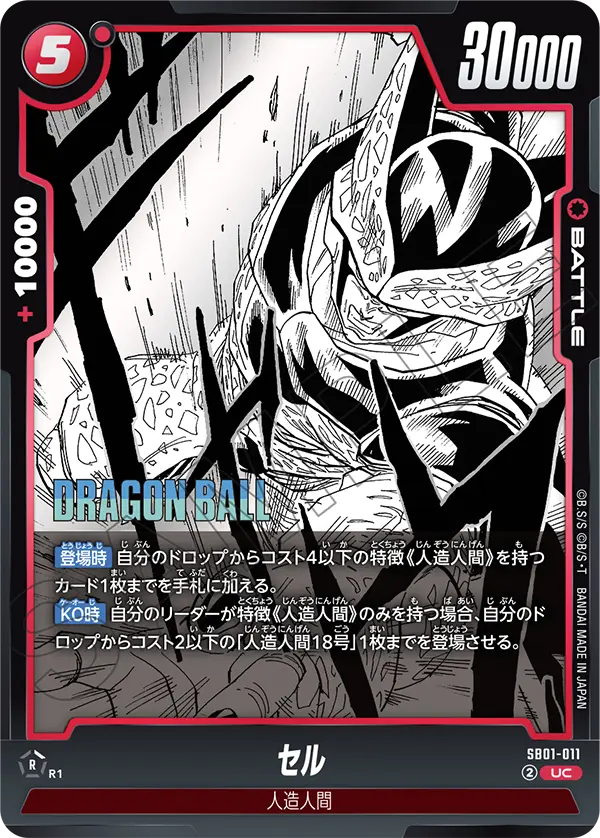 5
30000
+10000
BATTLE
DRAGON BALL
登場時 自分のドロップからコスト4以下の特徴《人造人間》を持つ
カード1枚までを手札に加える。
KO時 自分のリーダーが特徴《人造人間》のみを持つ場合、自分のド
ロップからコスト2以下の「人造人間18号」1枚までを登場させる。
©B.S/S ©B/S・T BANDAI MADE IN JAPAN
R R1
セル
SB01-011
② UC
人造人間